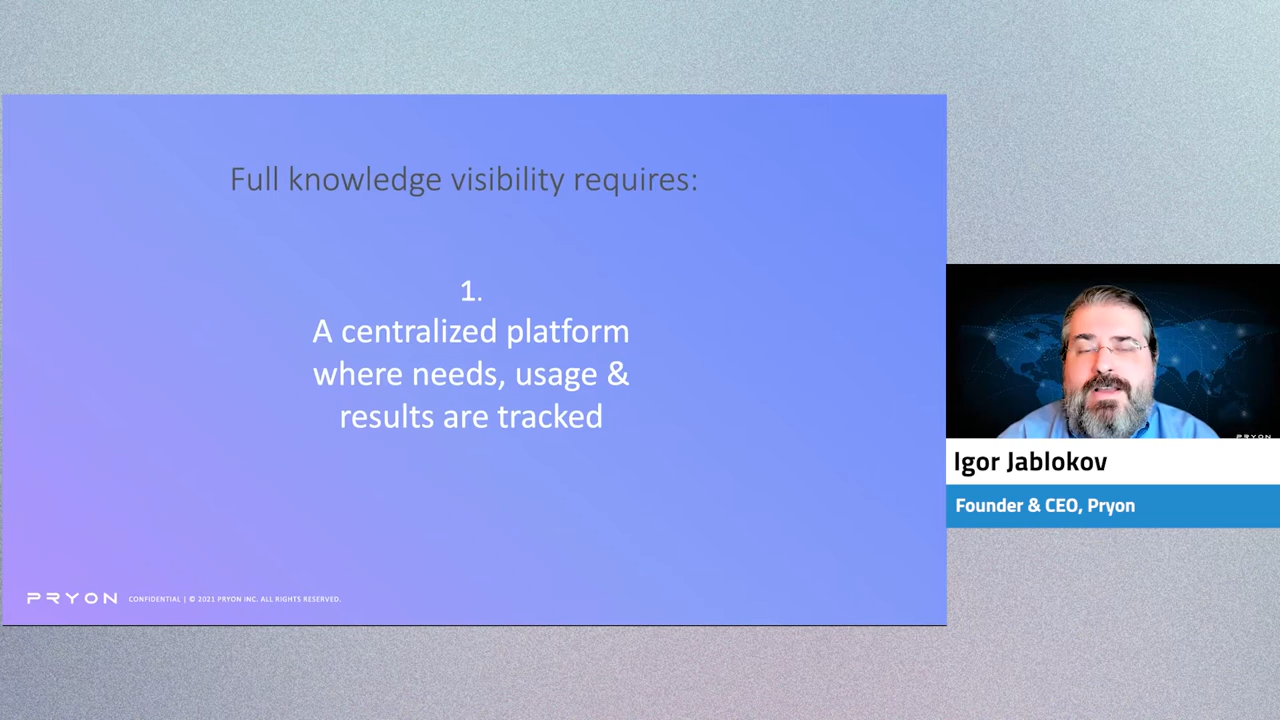 Full knowledge visibility requires:
1.
A centralized platform
where needs, usage &
results are tracked
PRYON CONFIDENTIAL | © 2021 PRYON INC. ALL RIGHTS RESERVED.
PRYON
Igor Jablokov
Founder & CEO, Pryon